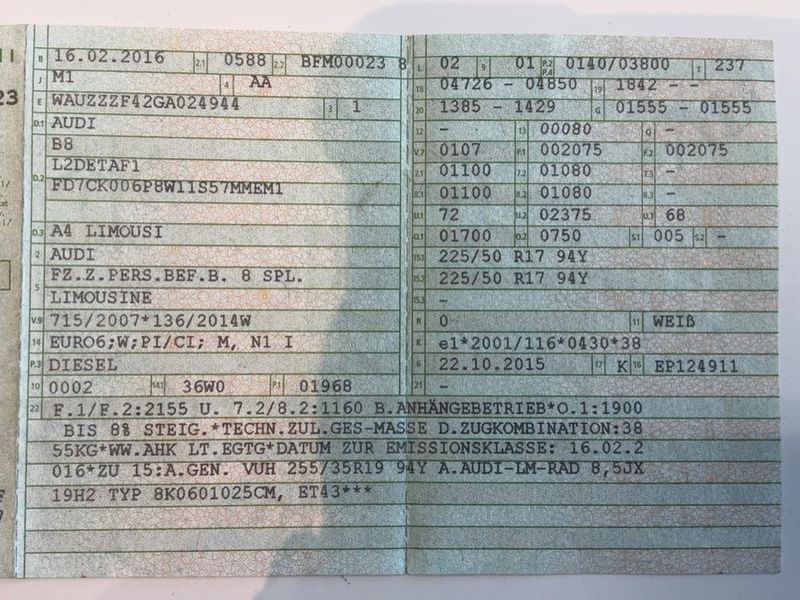 B 16.02.2016 2.1 0588 2.2 BFM00023 8
J M1 4 AA
E WAUZZZF42GA024944 3 1
D.1 AUDI
B8
L2DETAF1
D.2 FD7CK006P8W11S57MMEM1
D.3 A4 LIMOUSI
2 AUDI
5 FZ.Z.PERS.BEF.B. 8 SPL.
LIMOUSINE
V.9 715/2007*136/2014W
14 EURO6;W;PI/CI; M, N1 I
P.3 DIESEL
10 0002 14.1 36W0 P.1 01968
L 02 9 01 P.2 P.4 0140/03800 T 237
18 04726 - 04850 19 1842 - -
20 1385 - 1429 G 01555 - 01555
12 - 13 00080 Q -
V.7 0107 F.1 002075 F.2 002075
7.1 01100 7.2 01080 7.3 -
8.1 01100 8.2 01080 8.3 -
U.1 72 U.2 02375 U.3 68
O.1 01700 O.2 0750 S.1 005 S.2 -
15.1 225/50 R17 94Y
15.2 225/50 R17 94Y
15.3 -
R 0 11 WEIß
K e1*2001/116*0430*38
6 22.10.2015 17 K 16 EP124911
21 -
22 F.1/F.2:2155 U. 7.2/8.2:1160 B.ANHÄNGEBETRIEB*O.1:1900
BIS 8% STEIG.*TECHN.ZUL.GES-MASSE D.ZUGKOMBINATION:38
55KG*WW.AHK LT.EGTG*DATUM ZUR EMISSIONSKLASSE: 16.02.2
016*ZU 15:A.GEN. VUH 255/35R19 94Y A.AUDI-LM-RAD 8,5JX
19H2 TYP 8K0601025CM, ET43***